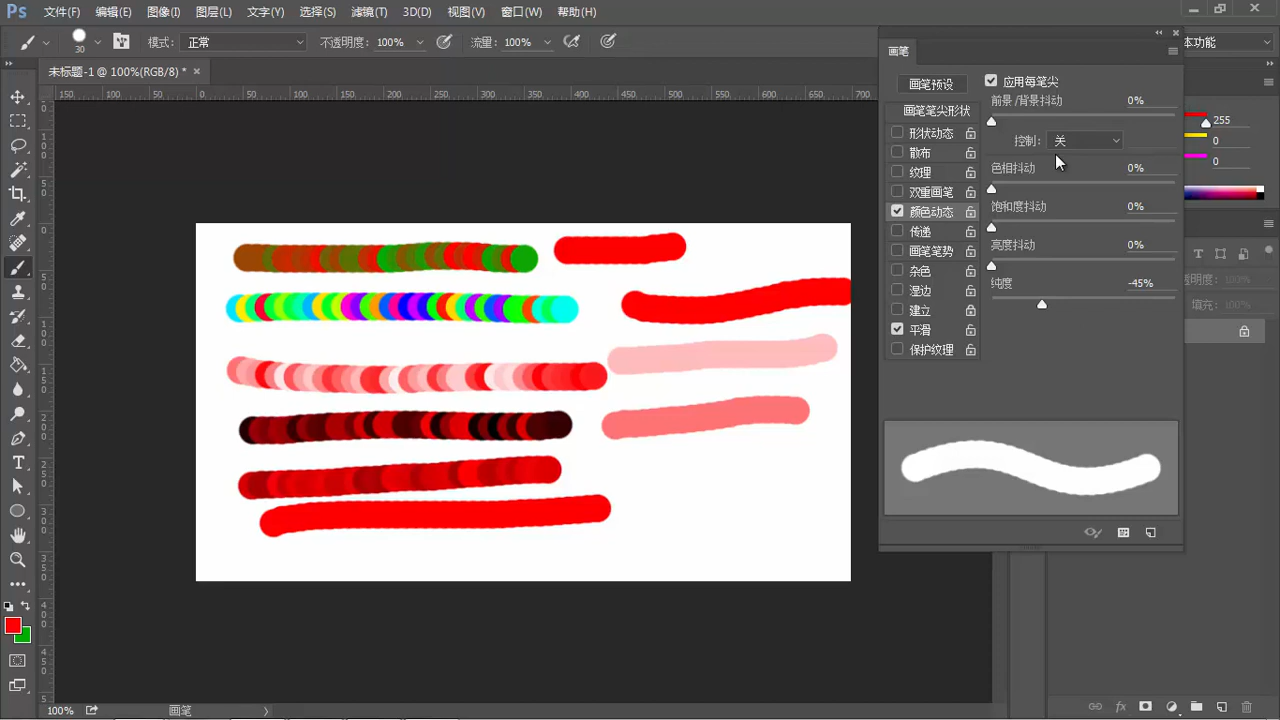 Ps 文件(F) 编辑(E) 图像(I) 图层(L) 文字(Y) 选择(S) 滤镜(T) 3D(D) 视图(V) 窗口(W) 帮助(H)
30 模式: 正常 不透明度: 100% 流量: 100% 本功能
未标题-1 @ 100%(RGB/8) * ×
150 100 50 0 50 100 150 200 250 300 350 400 450 500 550 600 650 700
画笔
画笔预设
应用每笔尖
前景/背景抖动 0%
画笔笔尖形状
形状动态
控制: 关
散布
色相抖动 0%
纹理
双重画笔
饱和度抖动 0%
颜色动态
传递
亮度抖动 0%
画笔笔势
杂色
纯度 -45%
湿边
建立
平滑
保护纹理
255
0
0
透明度: 100%
填充: 100%
100% 画笔